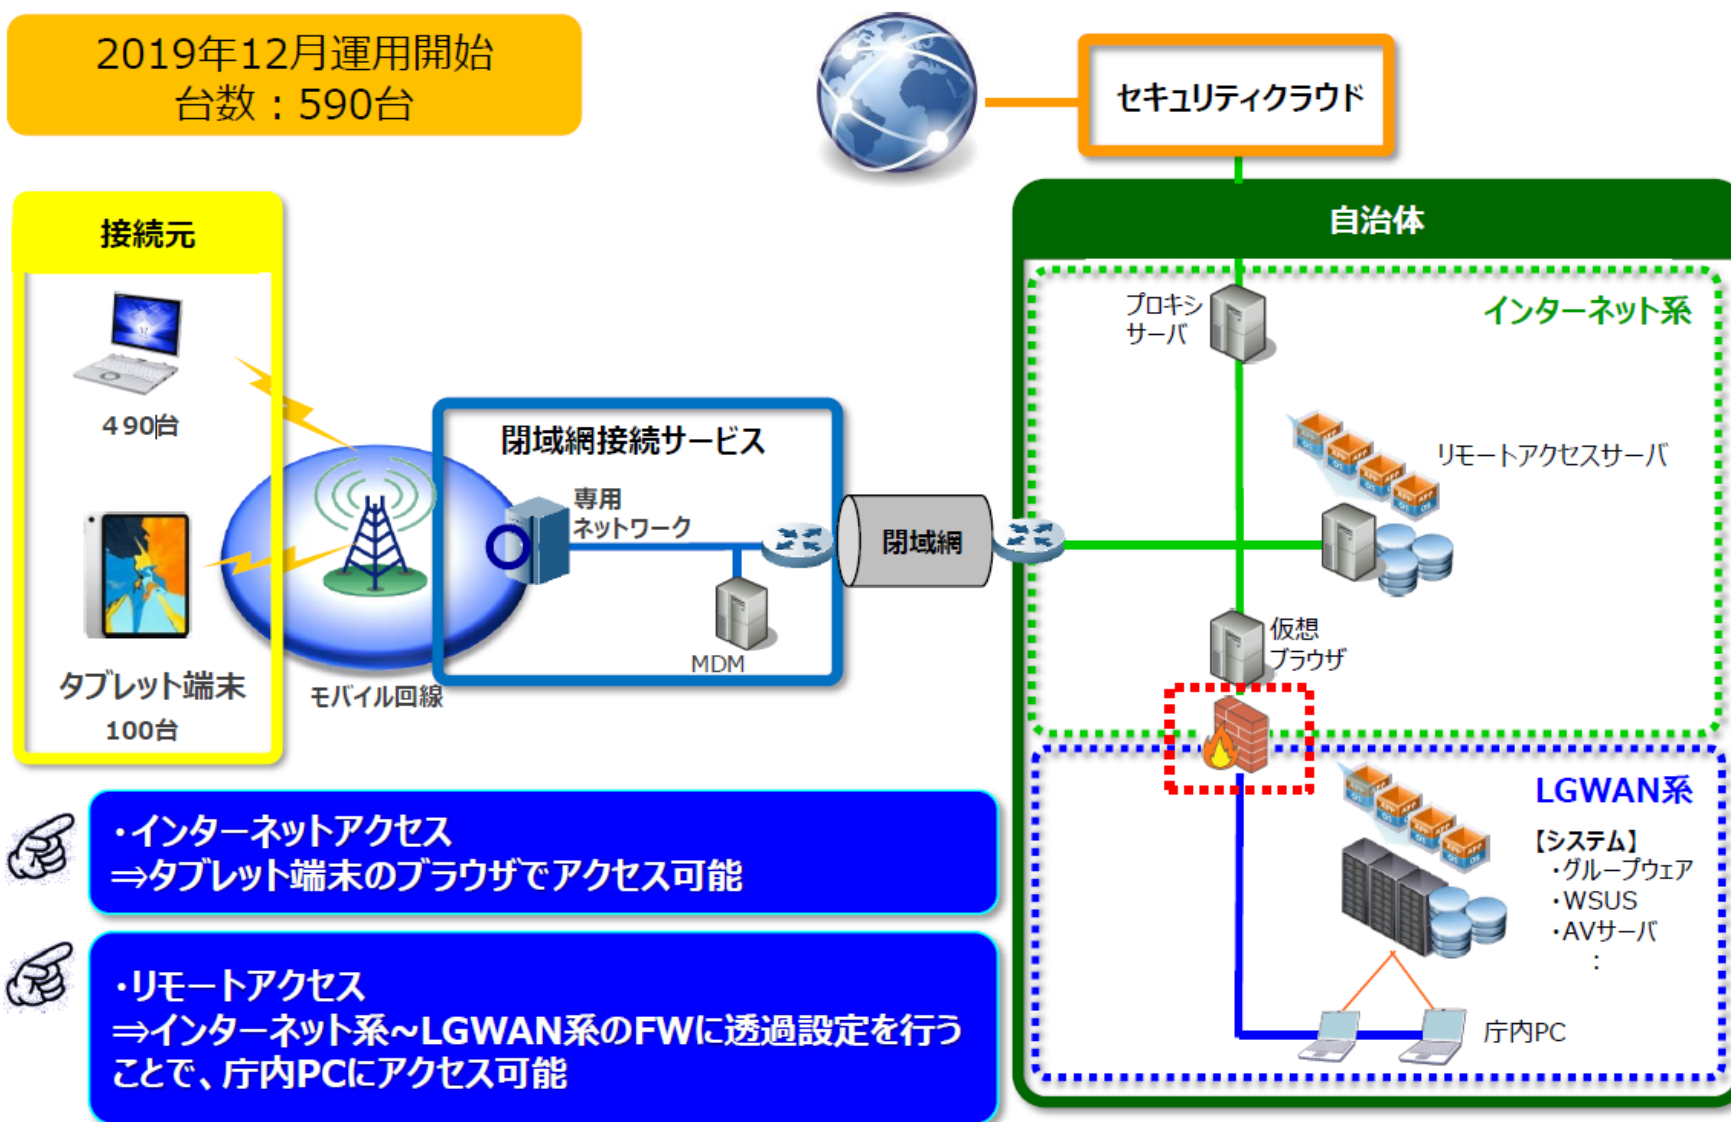 2019年12月運用開始
台数：590台
セキュリティクラウド
接続元
490台
タブレット端末
100台
モバイル回線
閉域網接続サービス
専用
ネットワーク
MDM
閉域網
自治体
インターネット系
プロキシ
サーバ
リモートアクセスサーバ
仮想
ブラウザ
LGWAN系
【システム】
・グループウェア
・WSUS
・AVサーバ
：
庁内PC
・インターネットアクセス
⇒タブレット端末のブラウザでアクセス可能
・リモートアクセス
⇒インターネット系~LGWAN系のFWに透過設定を行う
ことで、庁内PCにアクセス可能